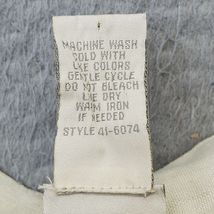 MACHINE WASH
COLD WITH
LIKE COLORS
GENTLE CYCLE
DO NOT BLEACH
LINE DRY
WARM IRON
IF NEEDED
STYLE 41-6074